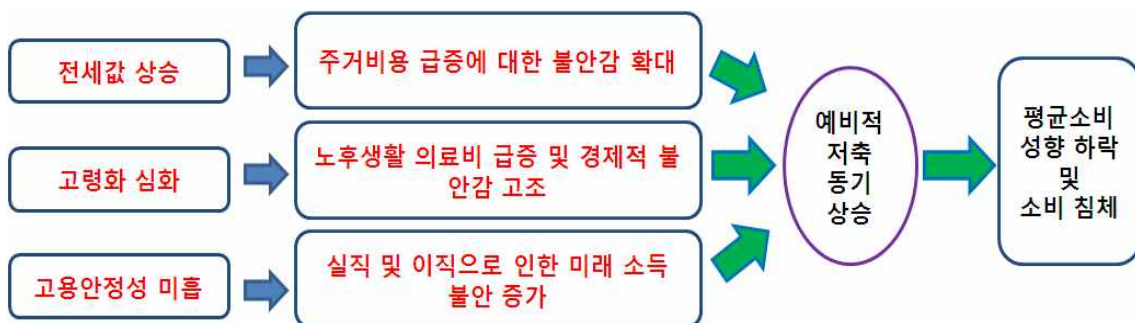 전세값 상승
주거비용 급증에 대한 불안감 확대
고령화 심화
노후생활 의료비 급증 및 경제적 불
안감 고조
고용안정성 미흡
실직 및 이직으로 인한 미래 소득
불안 증가
예비적
저축
동기
상승
평균소비
성향 하락
및
소비 침체